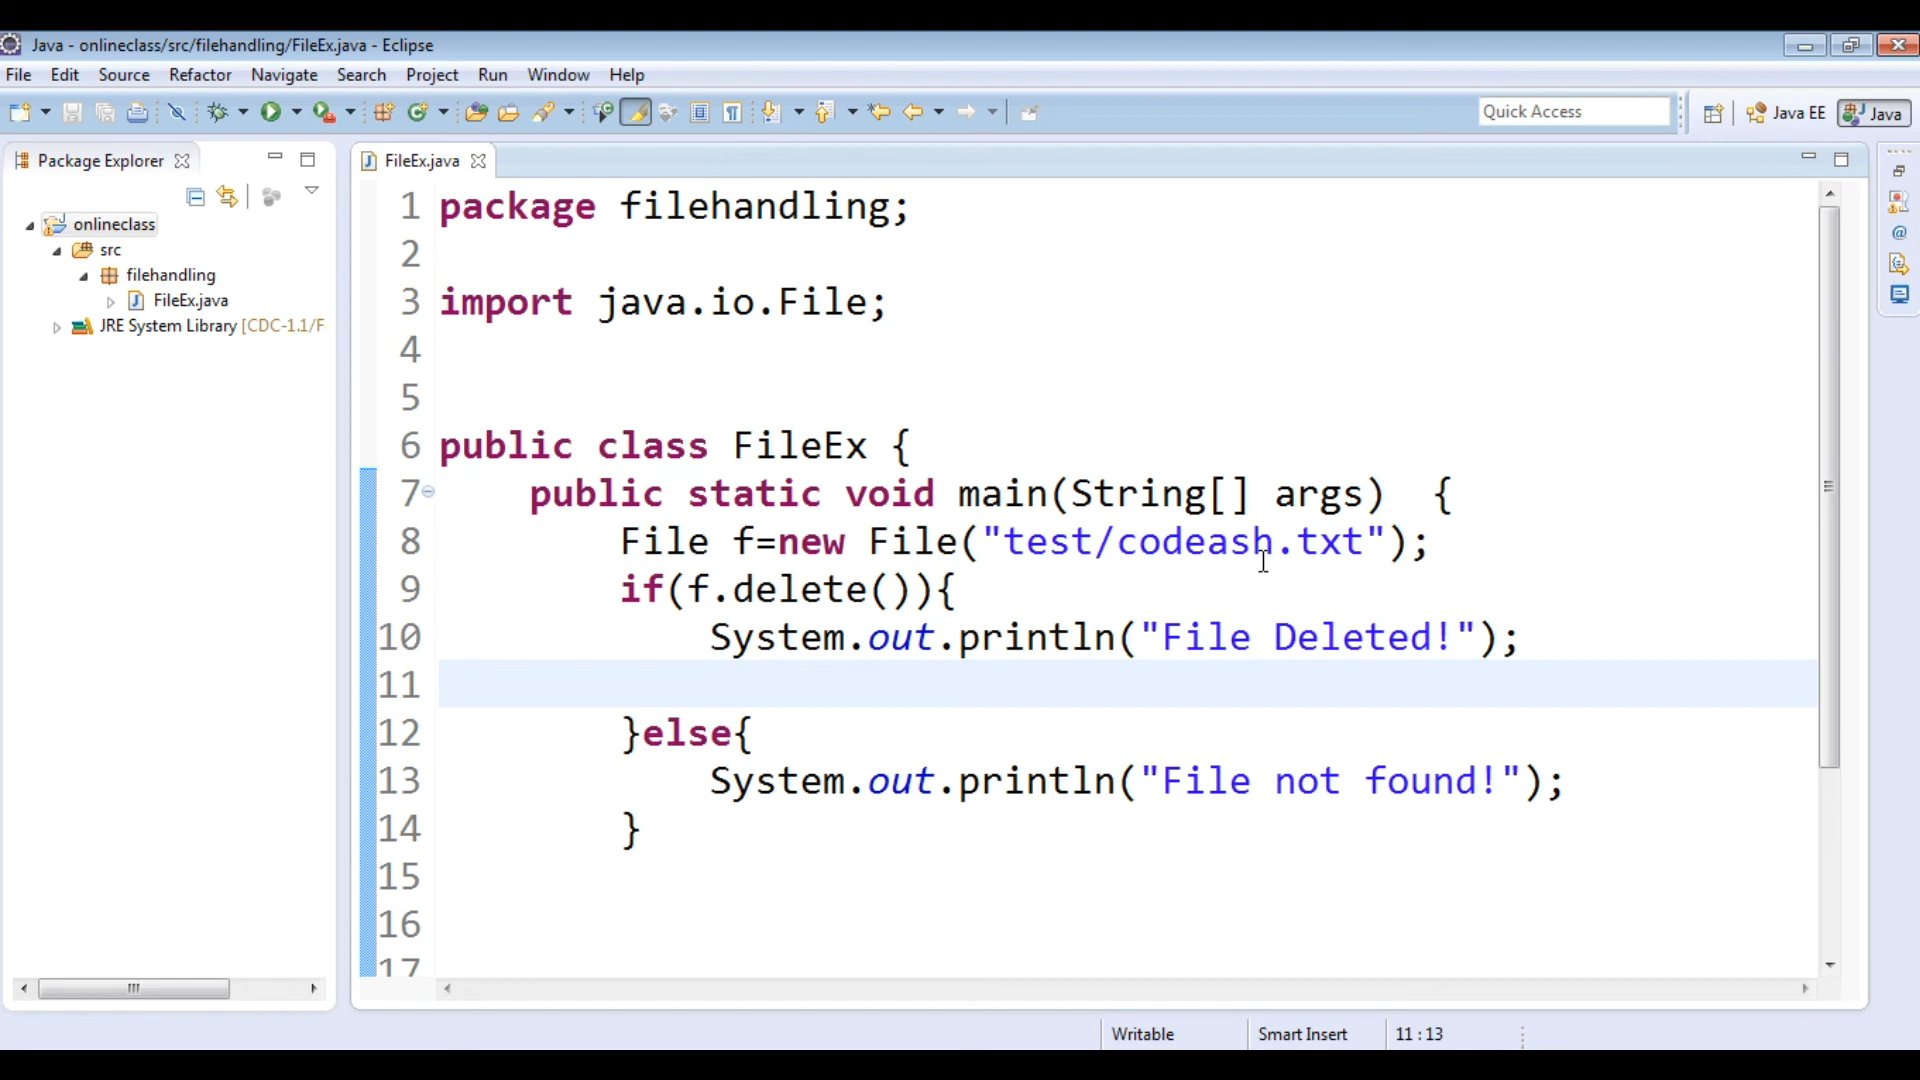 Java - onlineclass/src/filehandling/FileEx.java - Eclipse
File Edit Source Refactor Navigate Search Project Run Window Help
Quick Access
Java EE
Java
Package Explorer
onlineclass
src
filehandling
FileEx.java
JRE System Library [CDC-1.1/F
FileEx.java
1 package filehandling;
2
3 import java.io.File;
4
5
6 public class FileEx {
7 public static void main(String[] args)  {
8 File f=new File("test/codeash.txt");
9 if(f.delete()){
10 System.out.println("File Deleted!");
11
12 }else{
13 System.out.println("File not found!");
14 }
15
16
17
Writable
Smart Insert
11 : 13